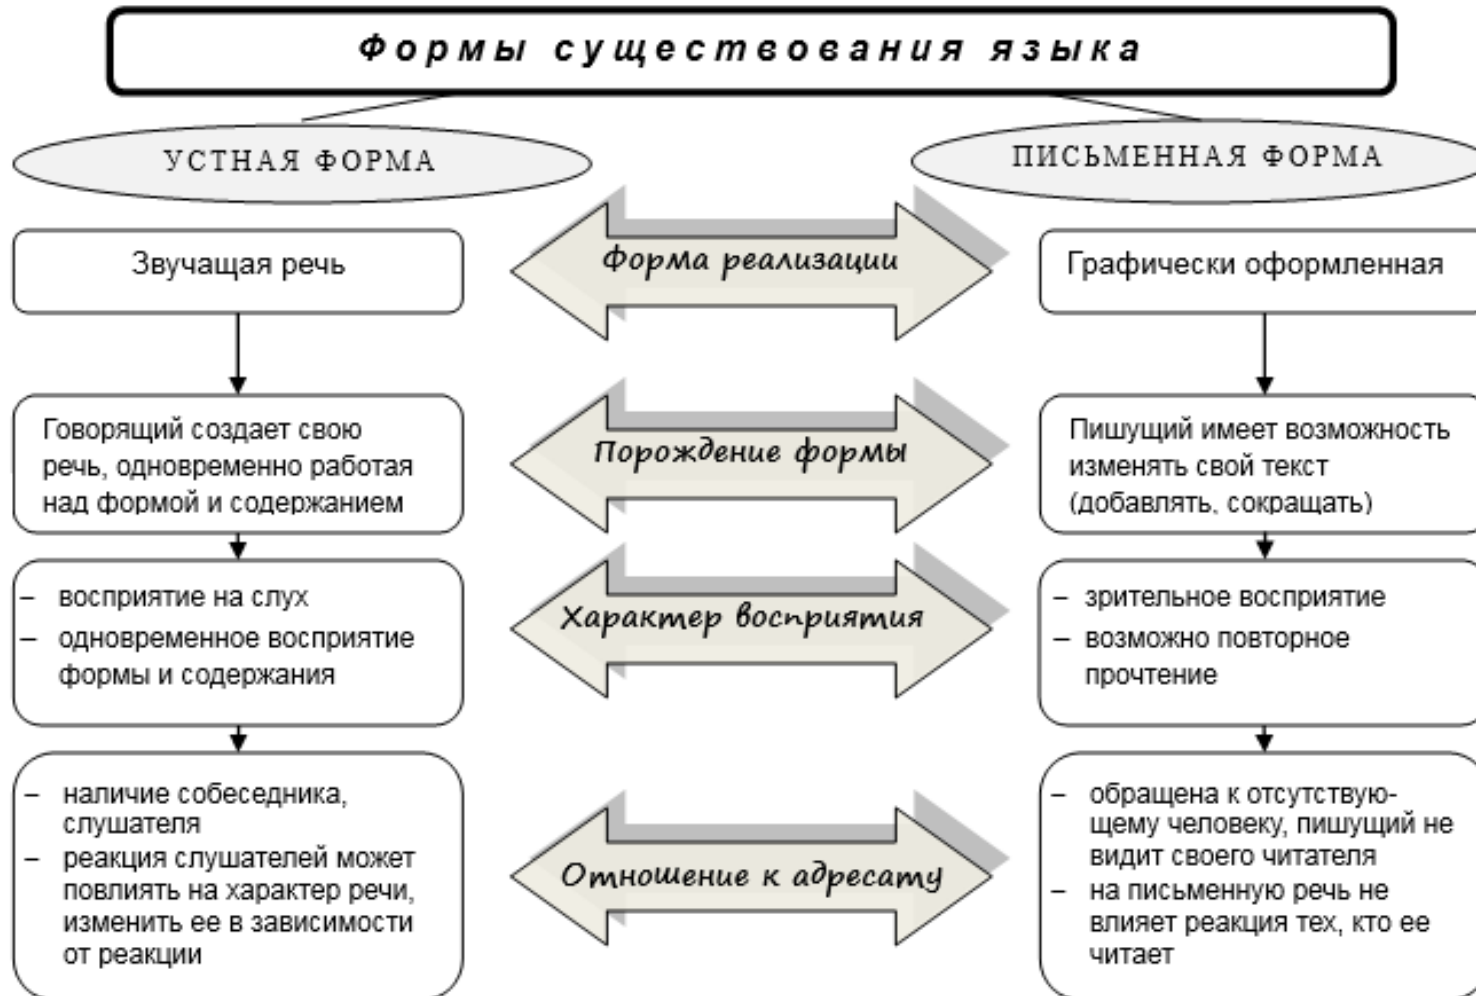 Формы существования языка
УСТНАЯ ФОРМА
ПИСЬМЕННАЯ ФОРМА
Звучащая речь
Форма реализации
Графически оформленная
Говорящий создает свою
речь, одновременно работая
над формой и содержанием
Порождение формы
Пишущий имеет возможность
изменять свой текст
(добавлять, сокращать)
– восприятие на слух
– одновременное восприятие
формы и содержания
Характер восприятия
– зрительное восприятие
– возможно повторное
прочтение
– наличие собеседника,
слушателя
– реакция слушателей может
повлиять на характер речи,
изменить ее в зависимости
от реакции
Отношение к адресату
– обращена к отсутствую-
щему человеку, пишущий не
видит своего читателя
– на письменную речь не
влияет реакция тех, кто ее
читает